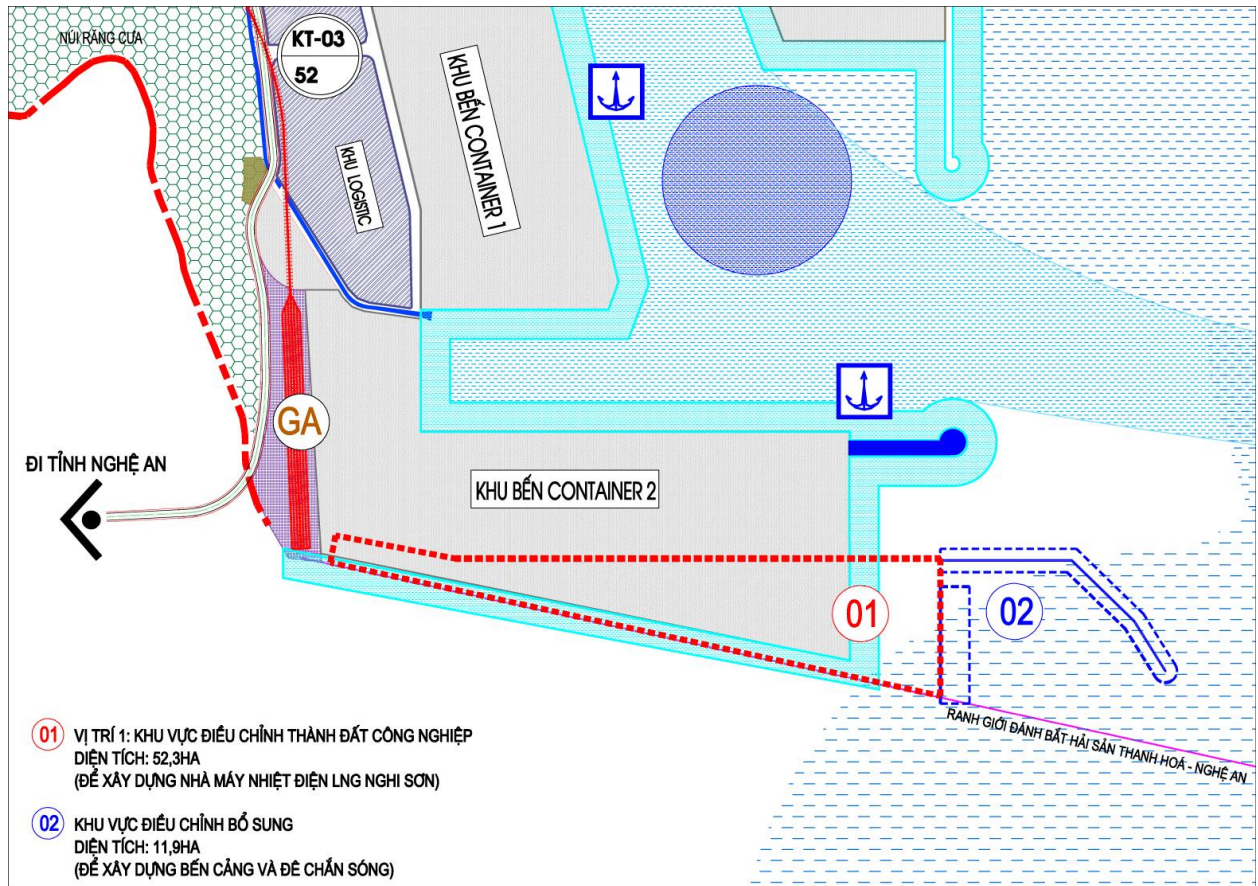 NÚI RĂNG CƯA
KT-03
52
KHU BẾN CONTAINER 1
KHU LOGISTIC
GA
ĐI TỈNH NGHỆ AN
KHU BẾN CONTAINER 2
01
02
RANH GIỚI ĐÁNH BẮT HẢI SẢN THANH HOÁ - NGHỆ AN
01 VỊ TRÍ 1: KHU VỰC ĐIỀU CHỈNH THÀNH ĐẤT CÔNG NGHIỆP
DIỆN TÍCH: 52,3HA
(ĐỂ XÂY DỰNG NHÀ MÁY NHIỆT ĐIỆN LNG NGHI SƠN)
02 KHU VỰC ĐIỀU CHỈNH BỔ SUNG
DIỆN TÍCH: 11,9HA
(ĐỂ XÂY DỰNG BẾN CẢNG VÀ ĐÊ CHẮN SÓNG)